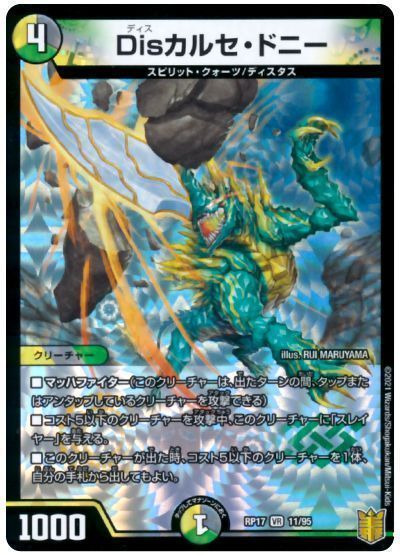 4
ディス
Disカルセ・ドニー
スピリット・クォーツ/ディスタス
illus. RUI MARUYAMA
クリーチャー
■マッハファイター(このクリーチャーは、出たターンの間、タップまた
はアンタップしているクリーチャーを攻撃できる)
■コスト5以下のクリーチャーを攻撃中、このクリーチャーに「スレイ
ヤー」を与える。
■このクリーチャーが出た時、コスト5以下のクリーチャーを1体、
自分の手札から出してもよい。
©2021 Wizards/Shogakukan/Mitsui-Kids
1000
1
RP17 VR 11/95